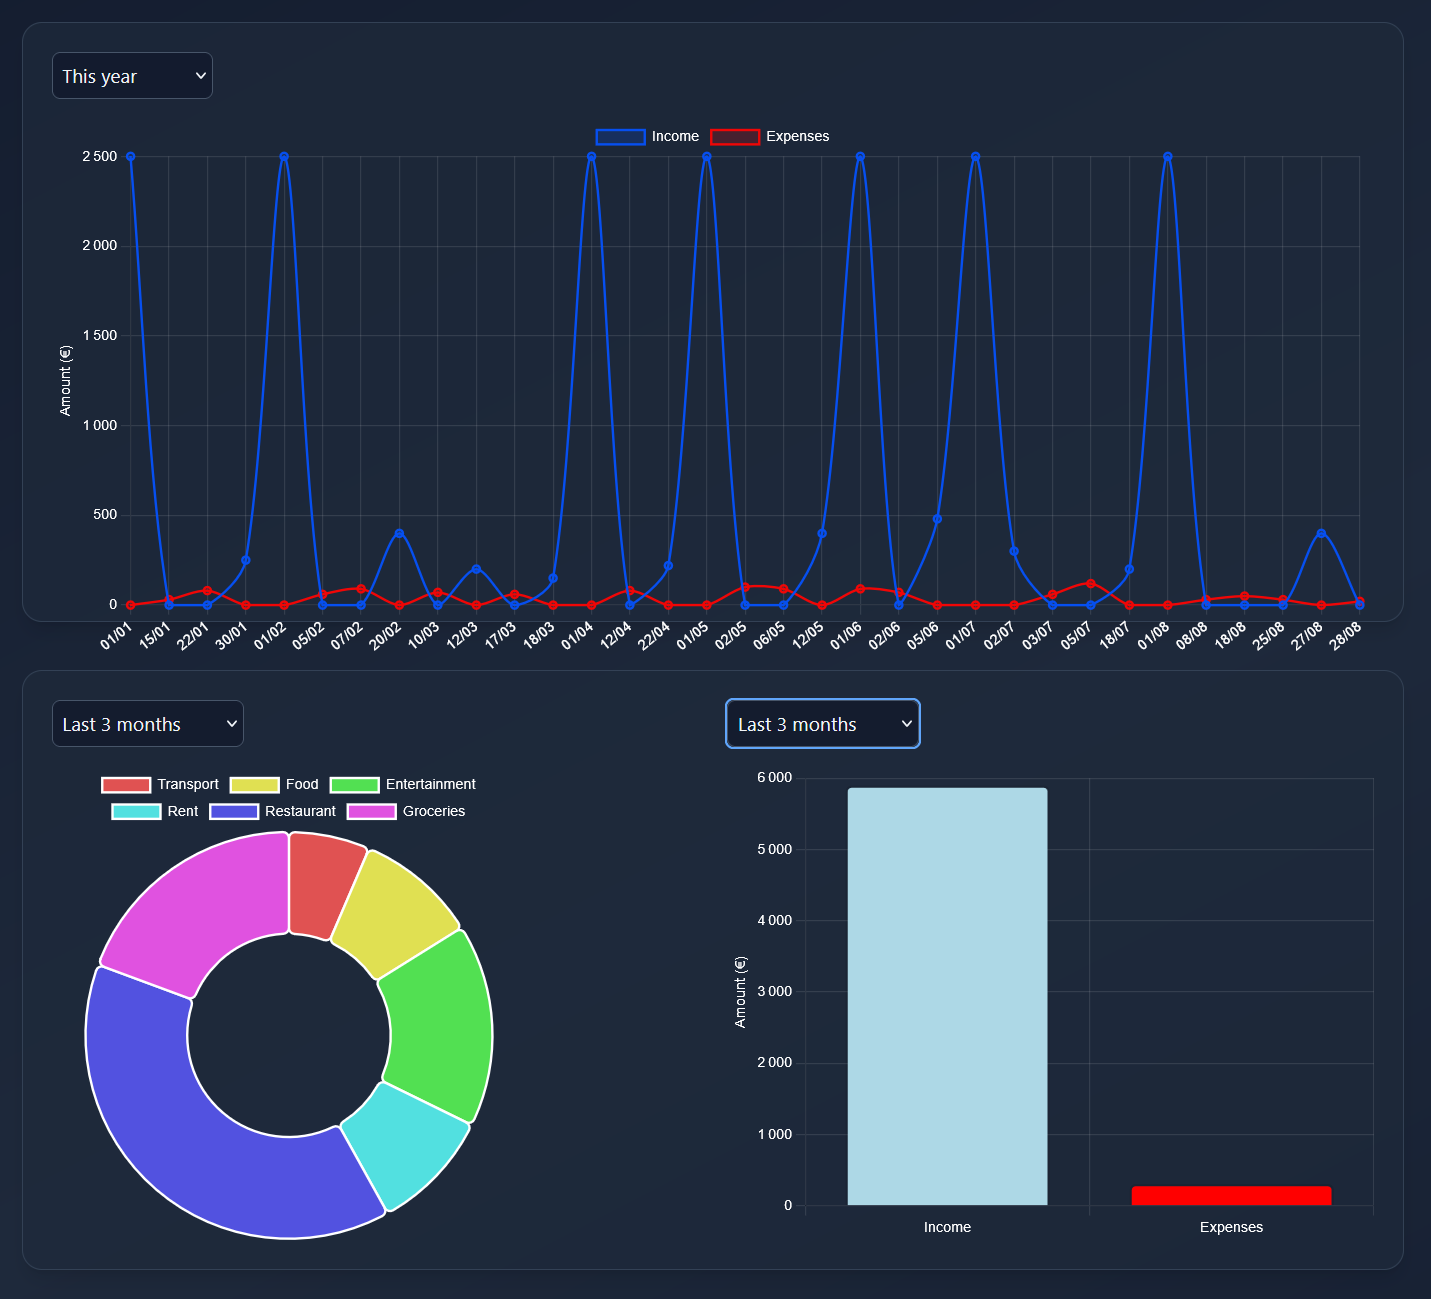 This year
Income Expenses
2 500
2 000
1 500
1 000
500
0
Amount (€)
01/01 15/01 22/01 30/01 01/02 05/02 07/02 20/02 10/03 12/03 17/03 18/03 01/04 12/04 22/04 01/05 02/05 06/05 12/05 01/06 02/06 05/06 01/07 02/07 03/07 05/07 18/07 01/08 08/08 18/08 25/08 27/08 28/08
Last 3 months
Transport Food Entertainment
Rent Restaurant Groceries
Last 3 months
6 000
5 000
4 000
3 000
2 000
1 000
0
Amount (€)
Income Expenses